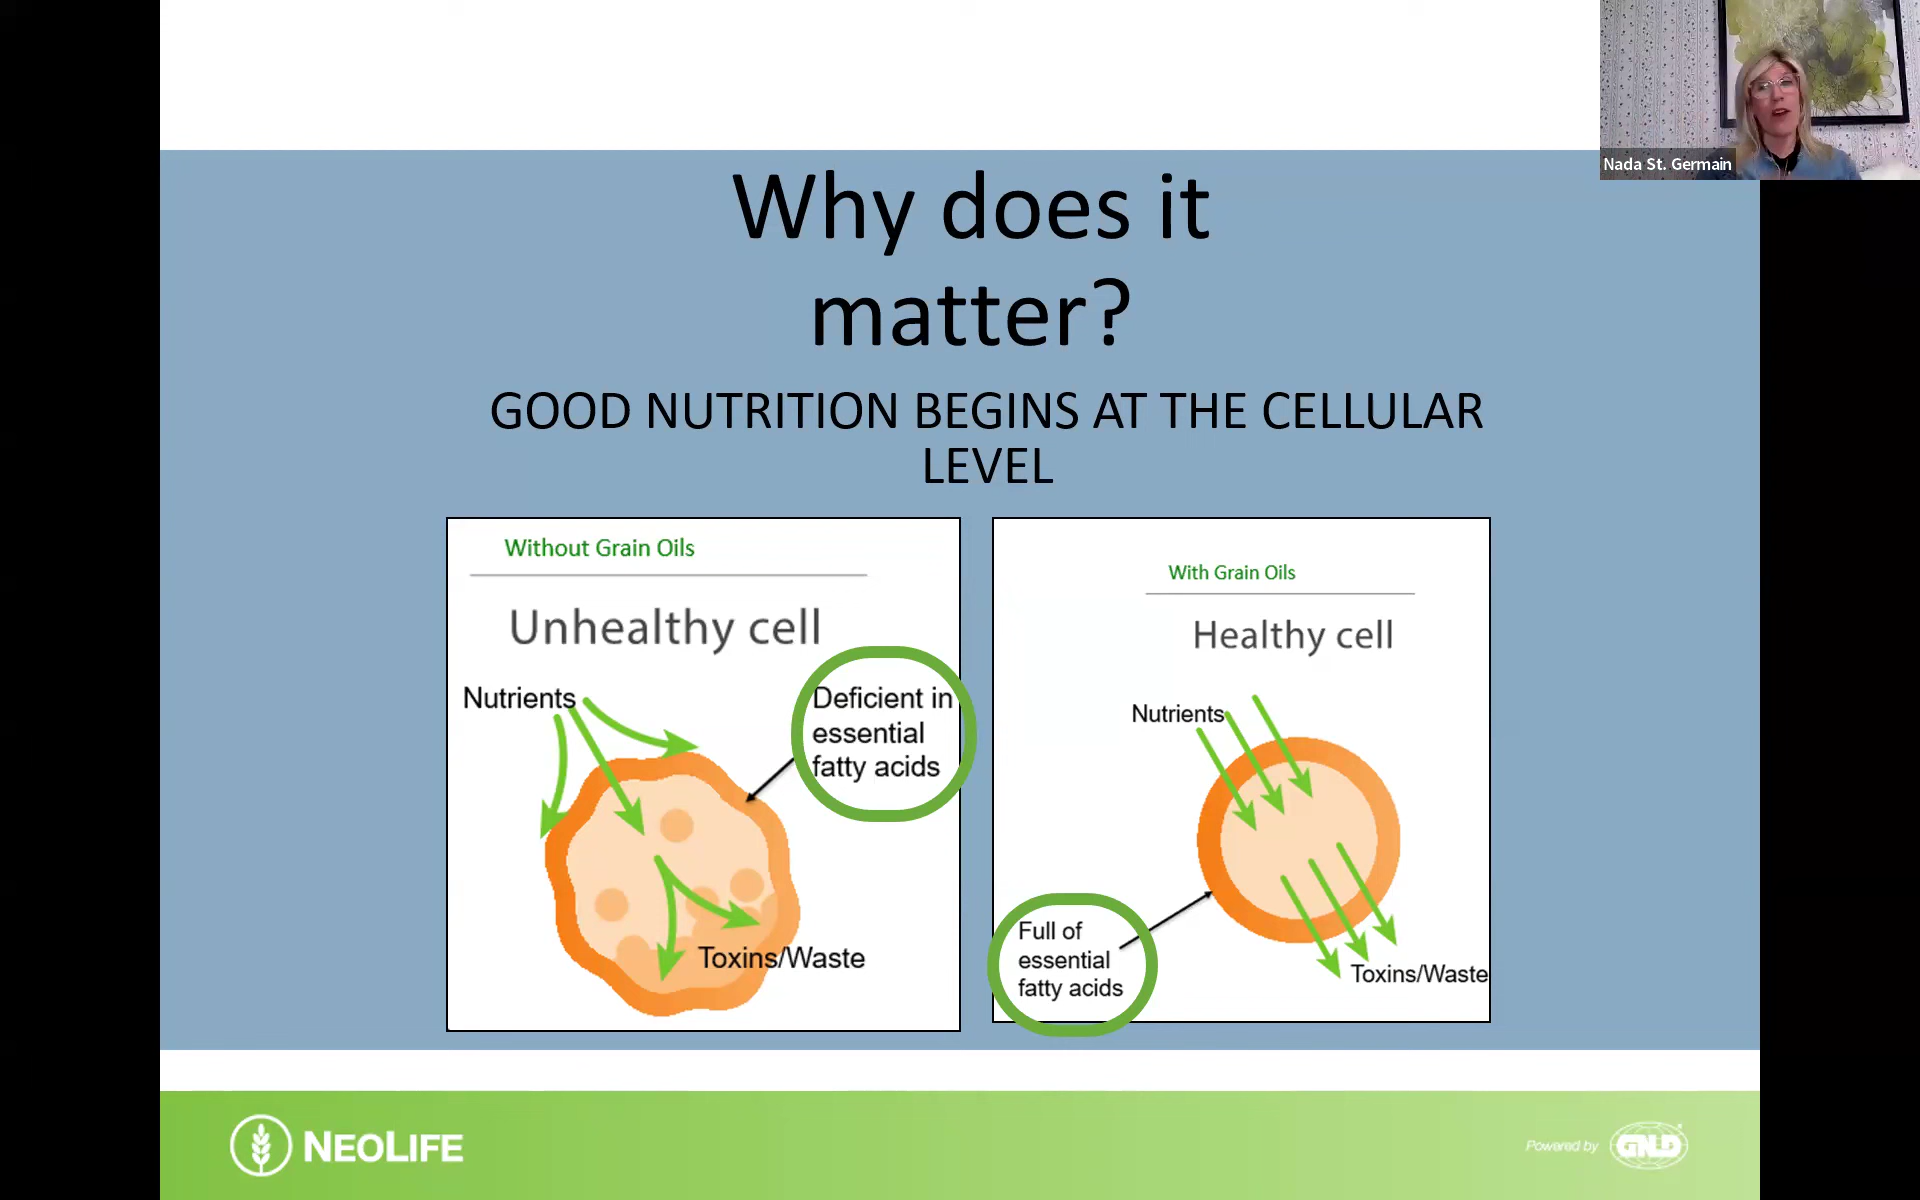 Nada St. Germain
Why does it
matter?
GOOD NUTRITION BEGINS AT THE CELLULAR
LEVEL
Without Grain Oils
Unhealthy cell
Nutrients
Deficient in
essential
fatty acids
Toxins/Waste
With Grain Oils
Healthy cell
Nutrients
Full of
essential
fatty acids
Toxins/Waste
NEOLIFE
Powered by
GNLD